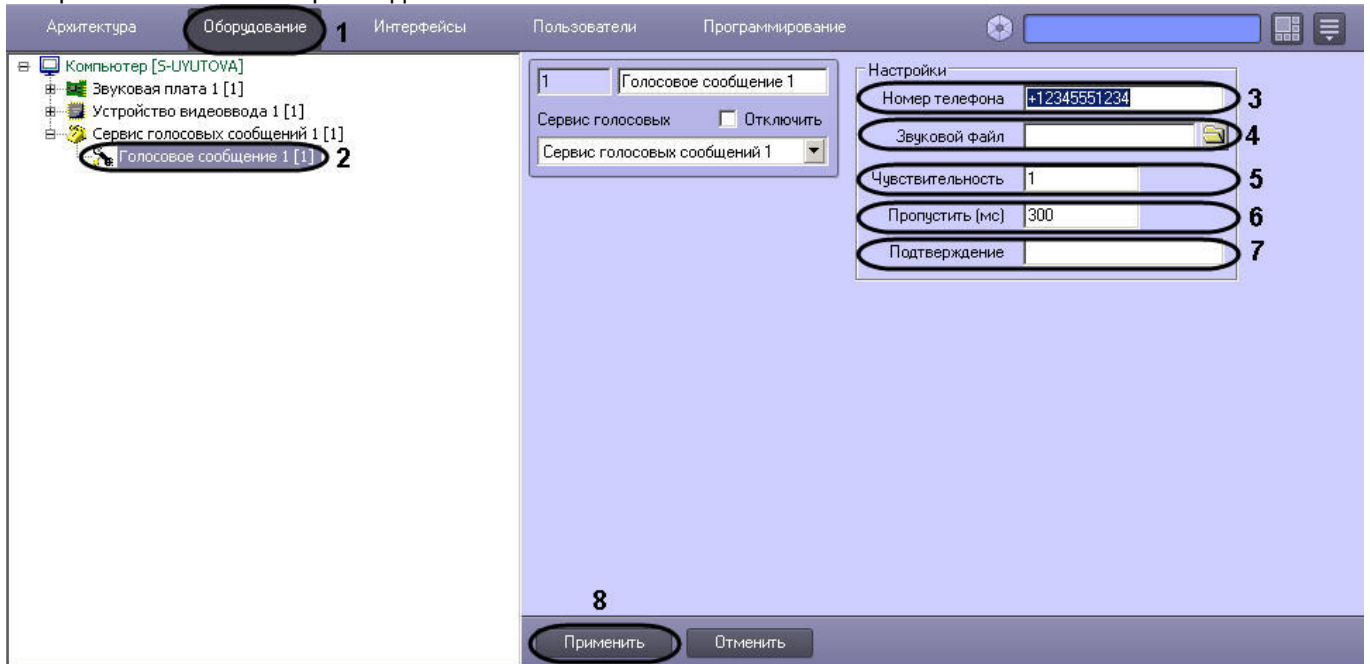 Архитектура Оборудование 1 Интерфейсы Пользователи Программирование
Компьютер [S-UYUTOVA]
Звуковая плата 1 [1]
Устройство видеоввода 1 [1]
Сервис голосовых сообщений 1 [1]
Голосовое сообщение 1 [1] 2
1 Голосовое сообщение 1
Сервис голосовых Отключить
Сервис голосовых сообщений 1
Настройки
Номер телефона +12345551234 3
Звуковой файл 4
Чувствительность 1 5
Пропустить (мс) 300 6
Подтверждение 7
8
Применить Отменить